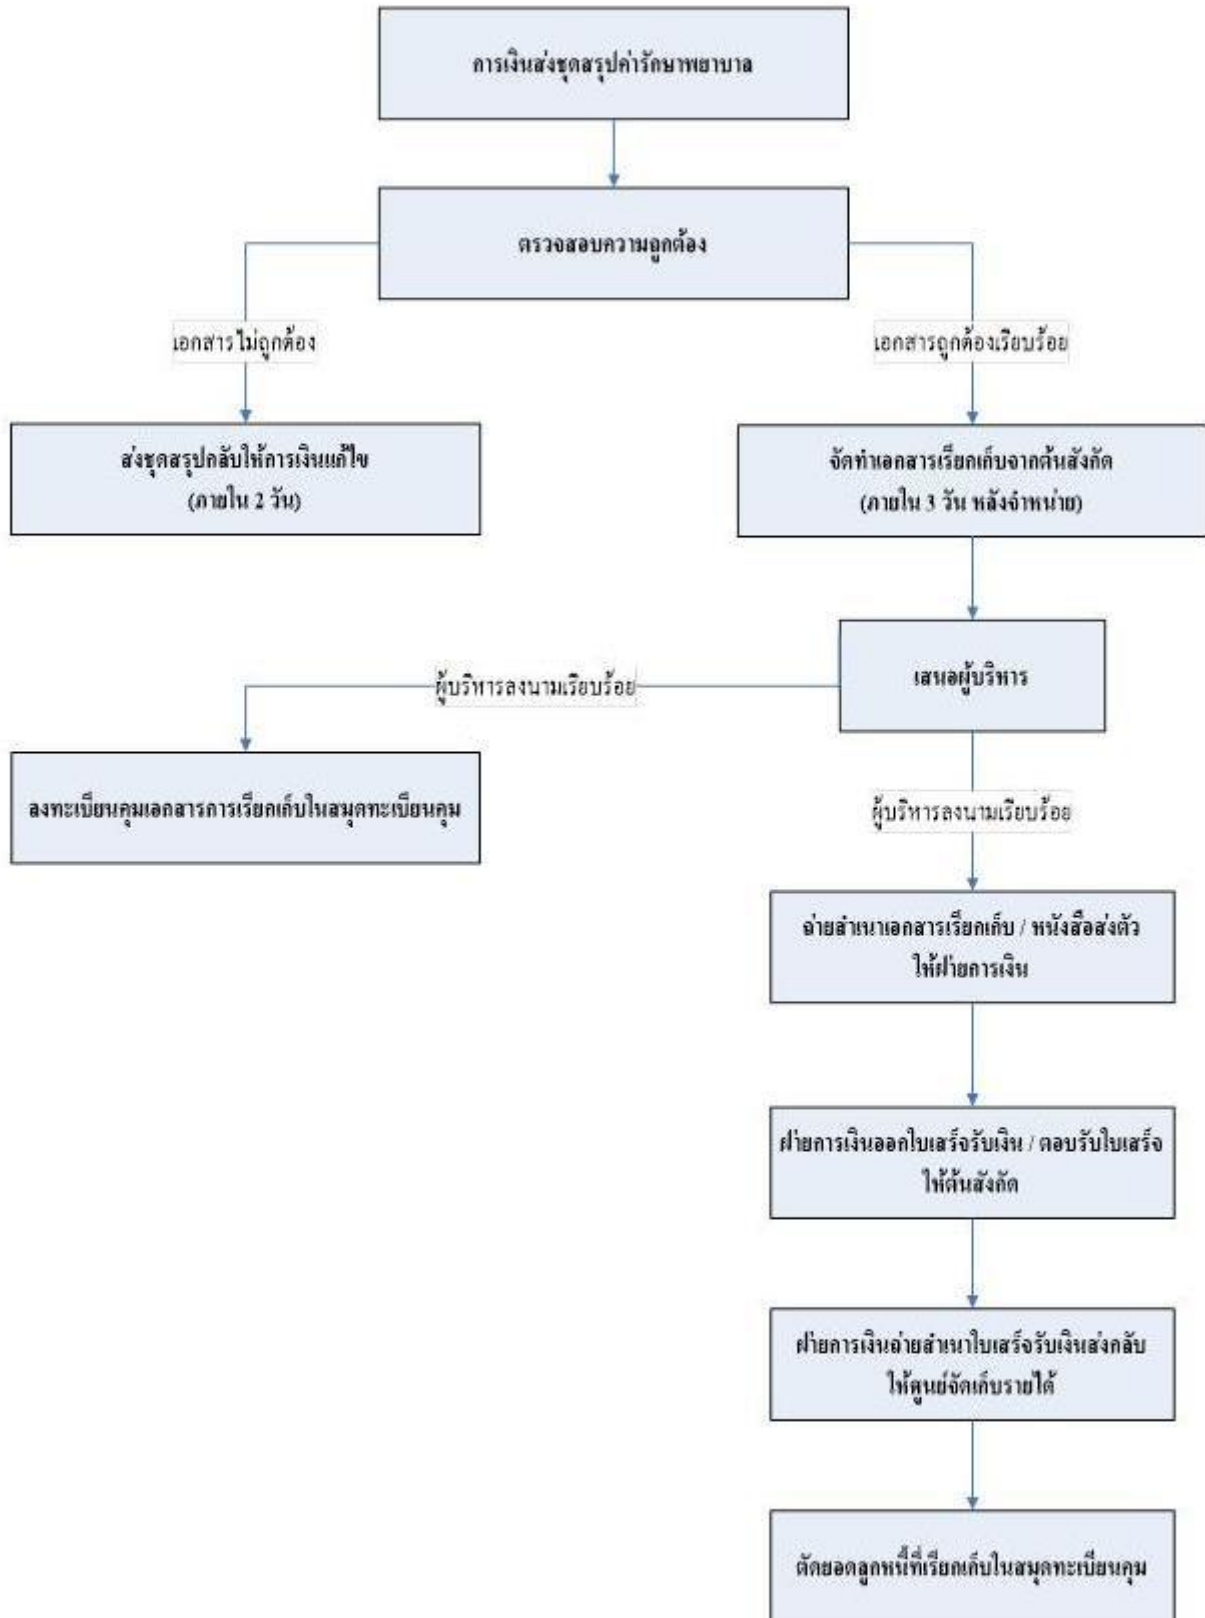 การเงินส่งชุดสรุปค่ารักษาพยาบาล
ตรวจสอบความถูกต้อง
เอกสารไม่ถูกต้อง
เอกสารถูกต้องเรียบร้อย
ส่งชุดสรุปกลับให้การเงินแก้ไข
(ภายใน 2 วัน)
จัดทำเอกสารเรียกเก็บจากต้นสังกัด
(ภายใน 3 วัน หลังจำหน่าย)
เสนอผู้บริหาร
ผู้บริหารลงนามเรียบร้อย
ลงทะเบียนคุมเอกสารการเรียกเก็บในสมุดทะเบียนคุม
ผู้บริหารลงนามเรียบร้อย
ถ่ายสำเนาเอกสารเรียกเก็บ / หนังสือส่งตัว
ให้ฝ่ายการเงิน
ฝ่ายการเงินออกใบเสร็จรับเงิน / ตอบรับใบเสร็จ
ให้ต้นสังกัด
ฝ่ายการเงินถ่ายสำเนาใบเสร็จรับเงินส่งกลับ
ให้ศูนย์จัดเก็บรายได้
ตัดยอดลูกหนี้ที่เรียกเก็บในสมุดทะเบียนคุม